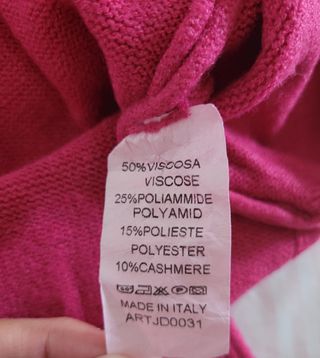 50%VISCOSA
VISCOSE
25%POLIAMMIDE
POLYAMID
15%POLIESTE
POLYESTER
10%CASHMERE
MADE IN ITALY
ARTJD0031